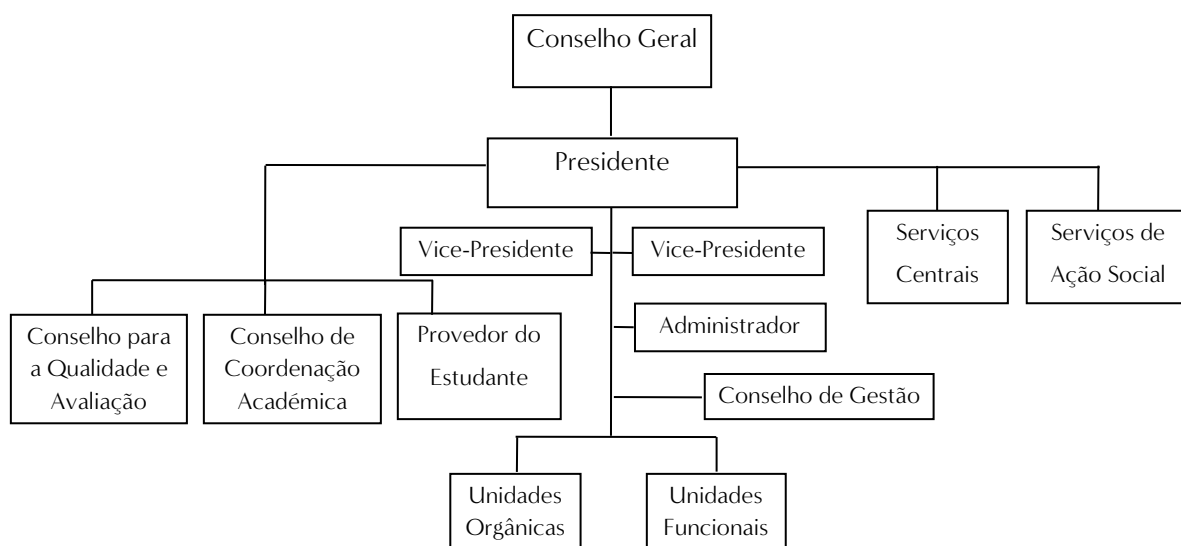 Conselho Geral
Presidente
Vice-Presidente
Vice-Presidente
Serviços
Centrais
Serviços de
Ação Social
Administrador
Conselho para
a Qualidade e
Avaliação
Conselho de
Coordenação
Académica
Provedor do
Estudante
Conselho de Gestão
Unidades
Orgânicas
Unidades
Funcionais